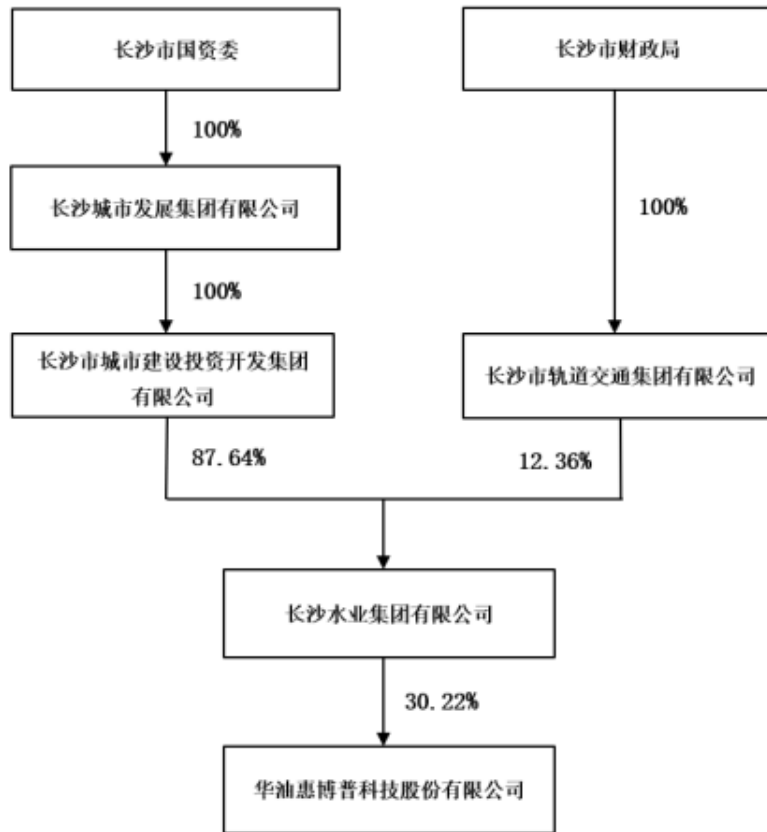 长沙市国资委
长沙市财政局
100%
长沙城市发展集团有限公司
100%
100%
长沙市城市建设投资开发集团
有限公司
长沙市轨道交通集团有限公司
87.64%
12.36%
长沙水业集团有限公司
30.22%
华油惠博普科技股份有限公司